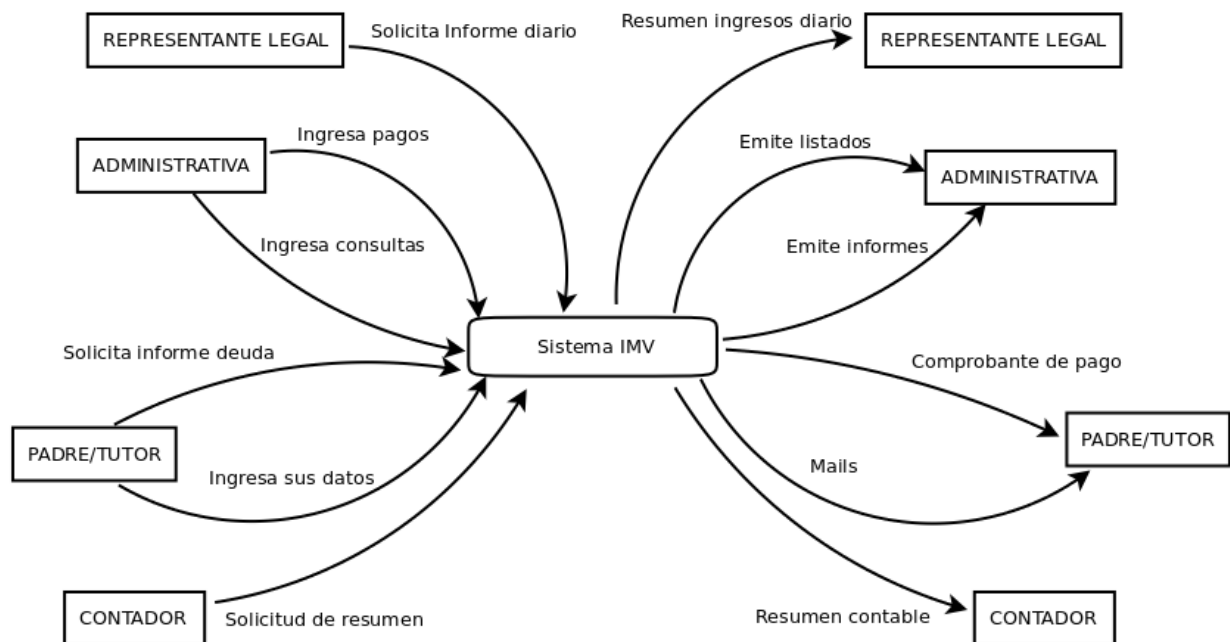 REPRESENTANTE LEGAL
Solicita Informe diario
Resumen ingresos diario
REPRESENTANTE LEGAL
ADMINISTRATIVA
Ingresa pagos
Emite listados
ADMINISTRATIVA
Ingresa consultas
Emite informes
Sistema IMV
Solicita informe deuda
Comprobante de pago
PADRE/TUTOR
PADRE/TUTOR
Ingresa sus datos
Mails
CONTADOR
Solicitud de resumen
Resumen contable
CONTADOR